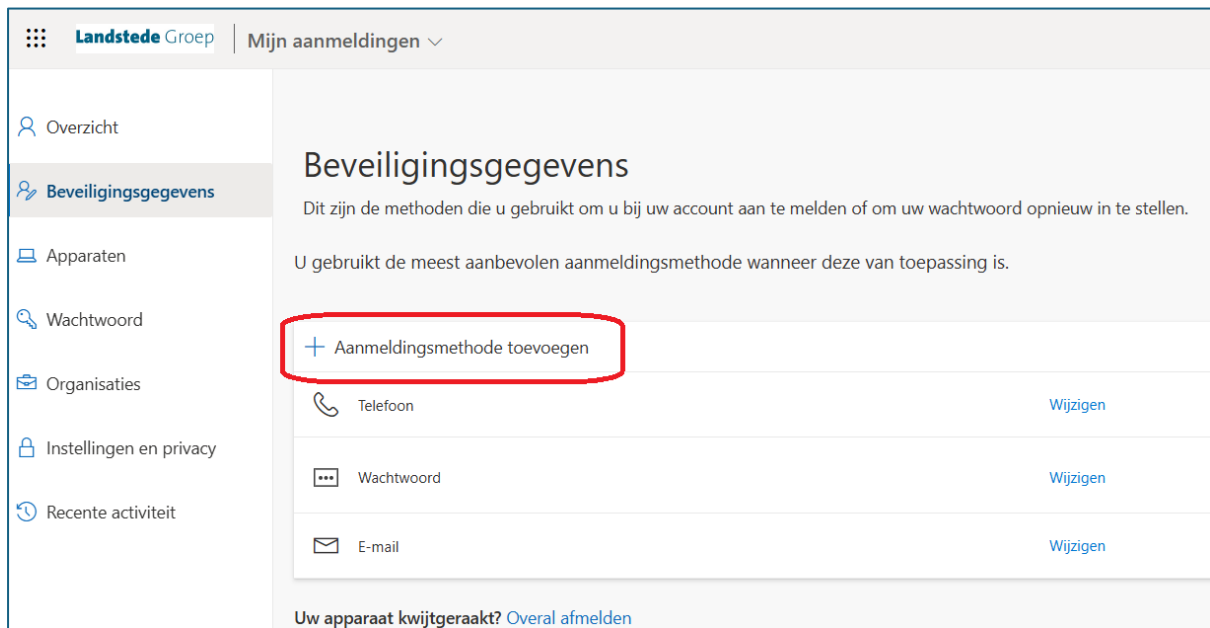 Landstede Groep
Mijn aanmeldingen
Overzicht
Beveiligingsgegevens
Apparaten
Wachtwoord
Organisaties
Instellingen en privacy
Recente activiteit
Beveiligingsgegevens
Dit zijn de methoden die u gebruikt om u bij uw account aan te melden of om uw wachtwoord opnieuw in te stellen.
U gebruikt de meest aanbevolen aanmeldingsmethode wanneer deze van toepassing is.
Aanmeldingsmethode toevoegen
Telefoon Wijzigen
Wachtwoord Wijzigen
E-mail Wijzigen
Uw apparaat kwijtgeraakt? Overal afmelden